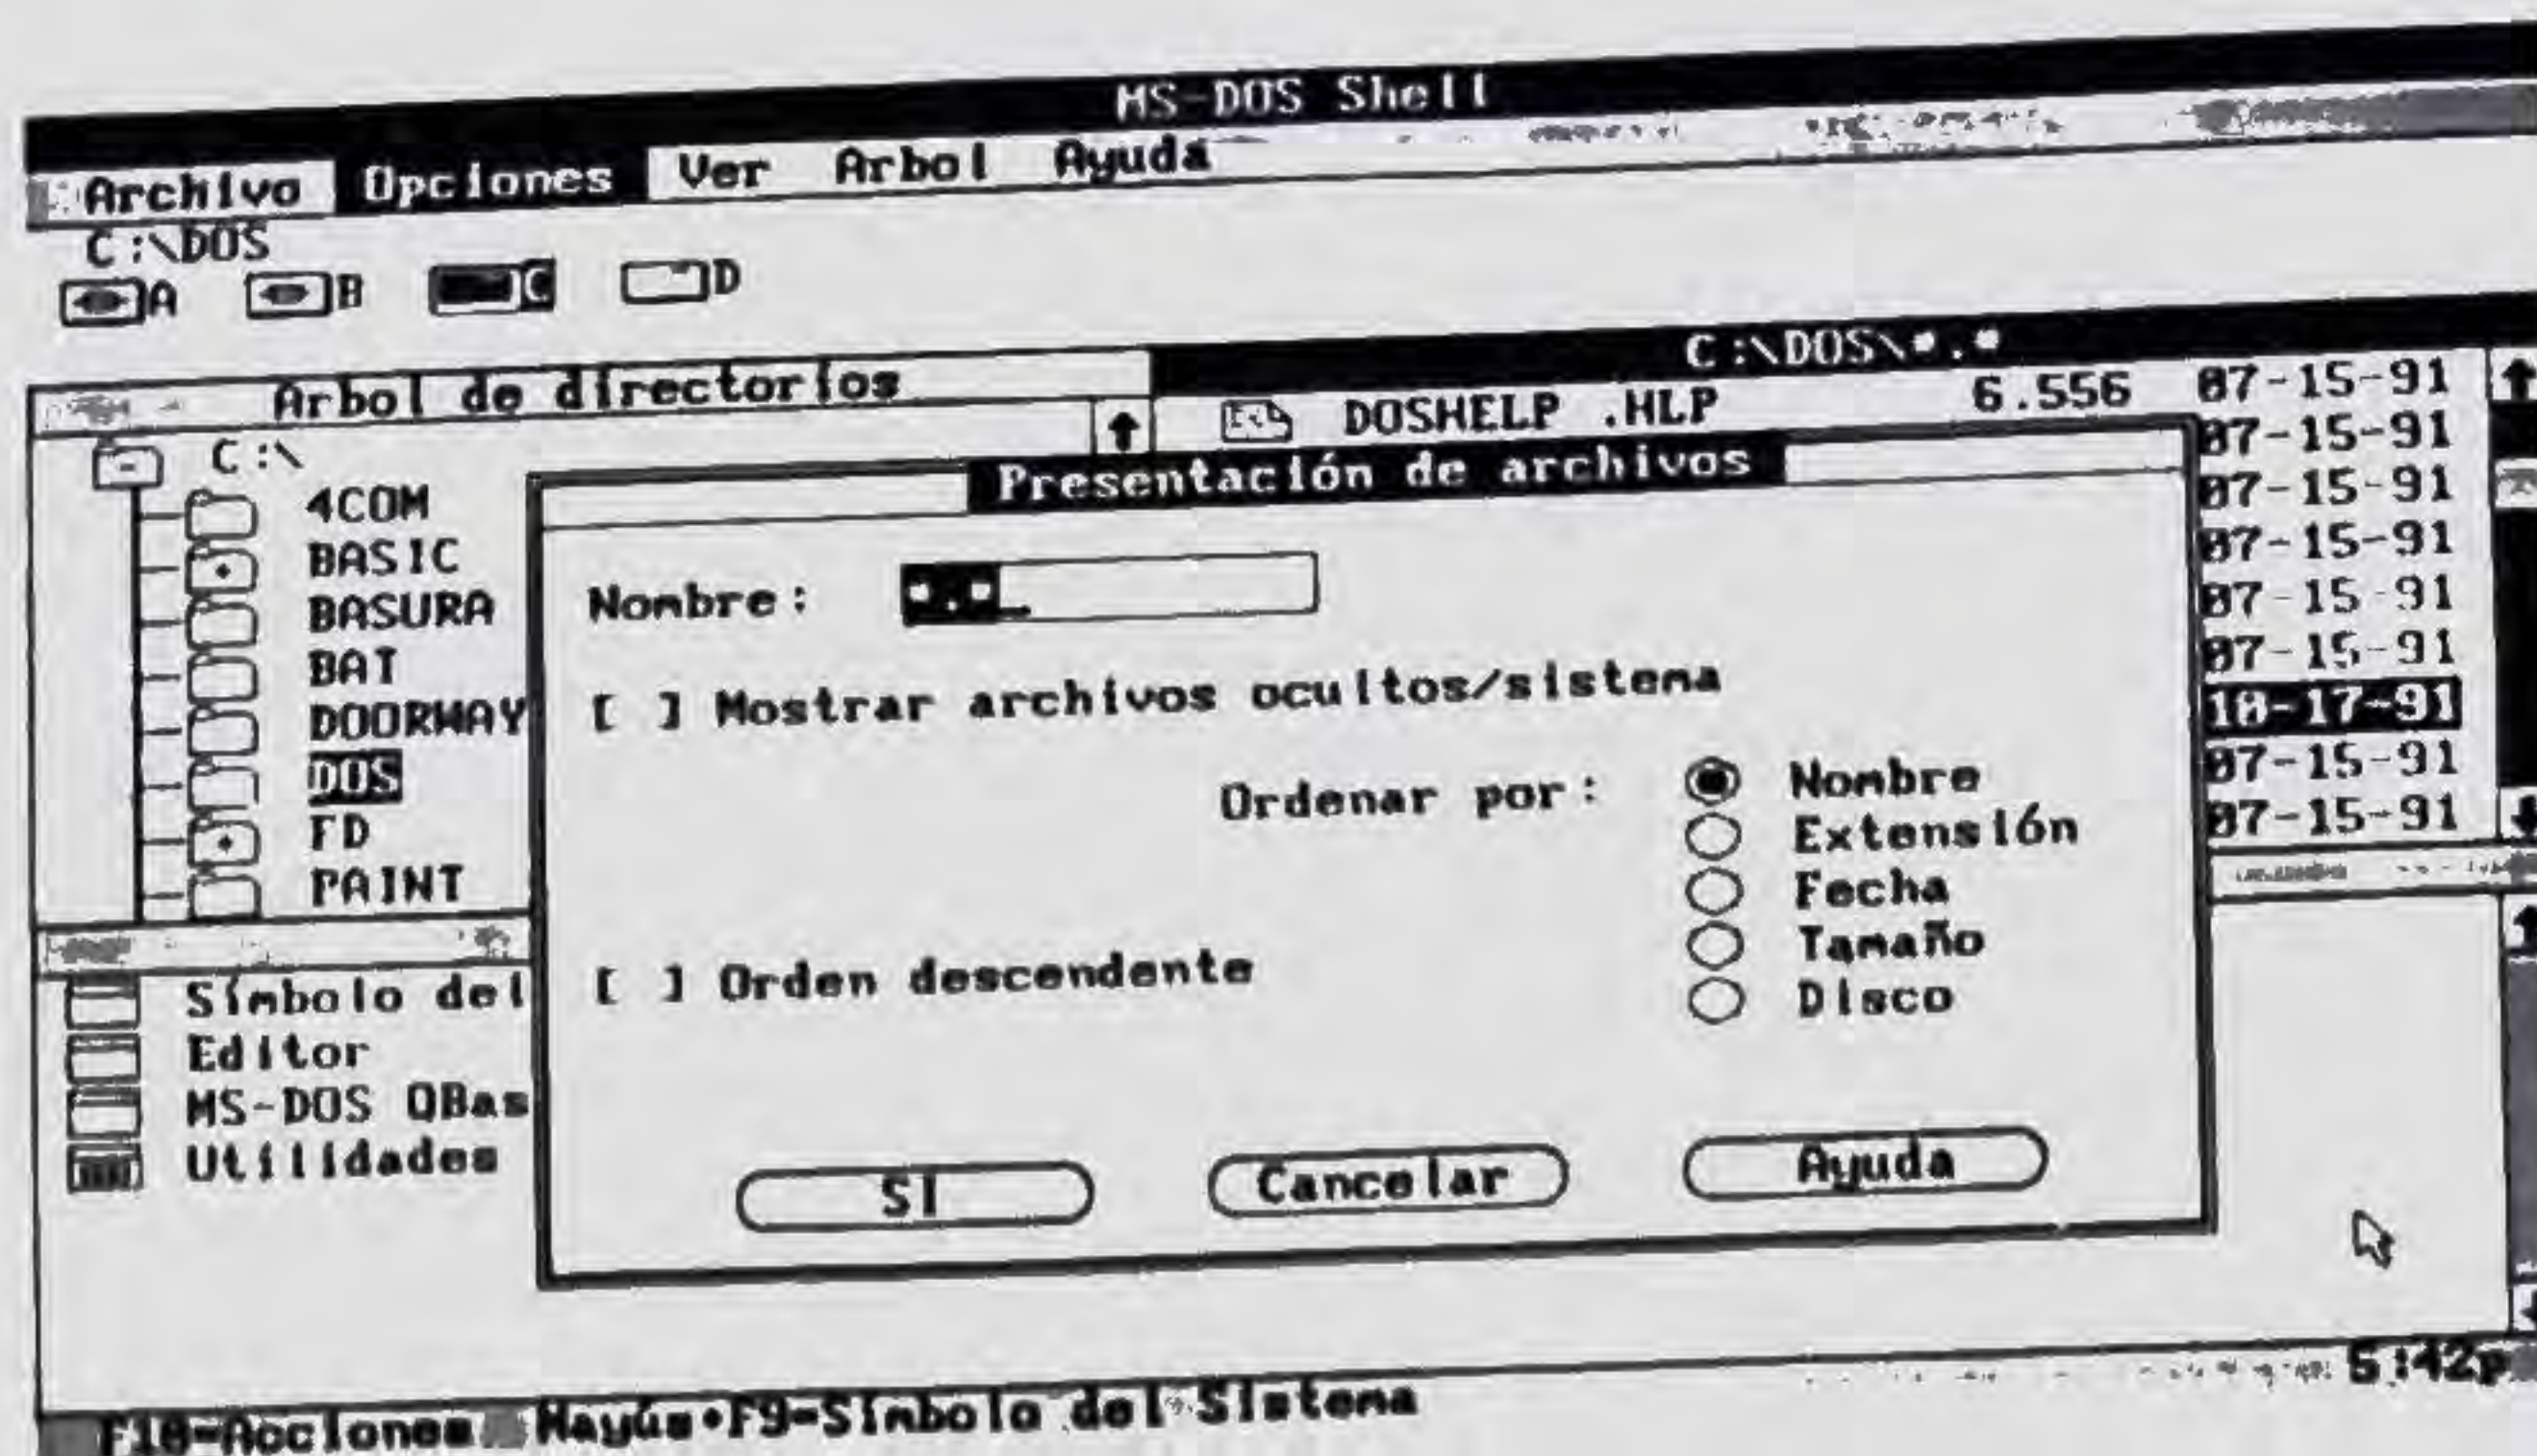 MS-DOS Shell
Archivo Opciones Ver Arbol Ayuda
C:\DOS
A B C D
Arbol de directorios
C:\
4COM
BASIC
BASURA
BAT
DOORWAY
DOS
FD
PAINT
C:\DOS\*.*
DOSHELP .HLP 6.556 07-15-91
07-15-91
07-15-91
07-15-91
07-15-91
07-15-91
10-17-91
07-15-91
07-15-91
Presentación de archivos
Nombre: *.*_
[ ] Mostrar archivos ocultos/sistema
Ordenar por: Nombre
Extensión
Fecha
Tamaño
Disco
[ ] Orden descendente
SI Cancelar Ayuda
Símbolo del
Editor
MS-DOS QBas
Utilidades
F10=Acciones Mayús+F9=Símbolo del Sistema 5:42p